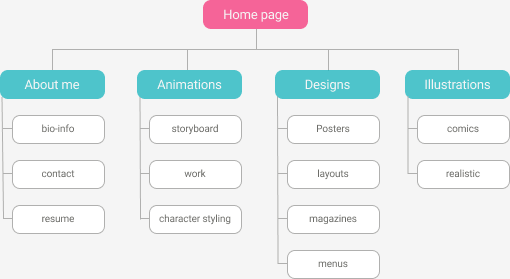 Home page
About me
bio-info
contact
resume
Animations
storyboard
work
character styling
Designs
Posters
layouts
magazines
menus
Illustrations
comics
realistic